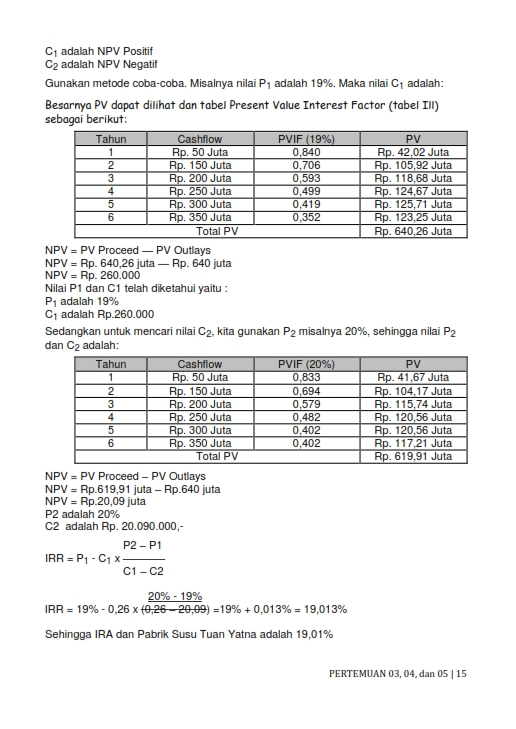 C1 adalah NPV Positif
C2 adalah NPV Negatif
Gunakan metode coba-coba. Misalnya nilai P1 adalah 19%. Maka nilai C1 adalah:
Besarnya PV dapat dilihat dan tabel Present Value Interest Factor (tabel III)
sebagai berikut:
Tahun Cashflow PVIF (19%) PV
1 Rp. 50 Juta 0,840 Rp. 42,02 Juta
2 Rp. 150 Juta 0,706 Rp. 105,92 Juta
3 Rp. 200 Juta 0,593 Rp. 118,68 Juta
4 Rp. 250 Juta 0,499 Rp. 124,67 Juta
5 Rp. 300 Juta 0,419 Rp. 125,71 Juta
6 Rp. 350 Juta 0,352 Rp. 123,25 Juta
Total PV Rp. 640,26 Juta
NPV = PV Proceed — PV Outlays
NPV = Rp. 640,26 juta — Rp. 640 juta
NPV = Rp. 260.000
Nilai P1 dan C1 telah diketahui yaitu :
P1 adalah 19%
C1 adalah Rp.260.000
Sedangkan untuk mencari nilai C2, kita gunakan P2 misalnya 20%, sehingga nilai P2
dan C2 adalah:
Tahun Cashflow PVIF (20%) PV
1 Rp. 50 Juta 0,833 Rp. 41,67 Juta
2 Rp. 150 Juta 0,694 Rp. 104,17 Juta
3 Rp. 200 Juta 0,579 Rp. 115,74 Juta
4 Rp. 250 Juta 0,482 Rp. 120,56 Juta
5 Rp. 300 Juta 0,402 Rp. 120,56 Juta
6 Rp. 350 Juta 0,402 Rp. 117,21 Juta
Total PV Rp. 619,91 Juta
NPV = PV Proceed – PV Outlays
NPV = Rp.619,91 juta – Rp.640 juta
NPV = Rp.20,09 juta
P2 adalah 20%
C2 adalah Rp. 20.090.000,-
P2 – P1
IRR = P1 - C1 x
C1 – C2
20% - 19%
IRR = 19% - 0,26 x (0,26 – 20,09) =19% + 0,013% = 19,013%
Sehingga IRA dan Pabrik Susu Tuan Yatna adalah 19,01%
PERTEMUAN 03, 04, dan 05 | 15